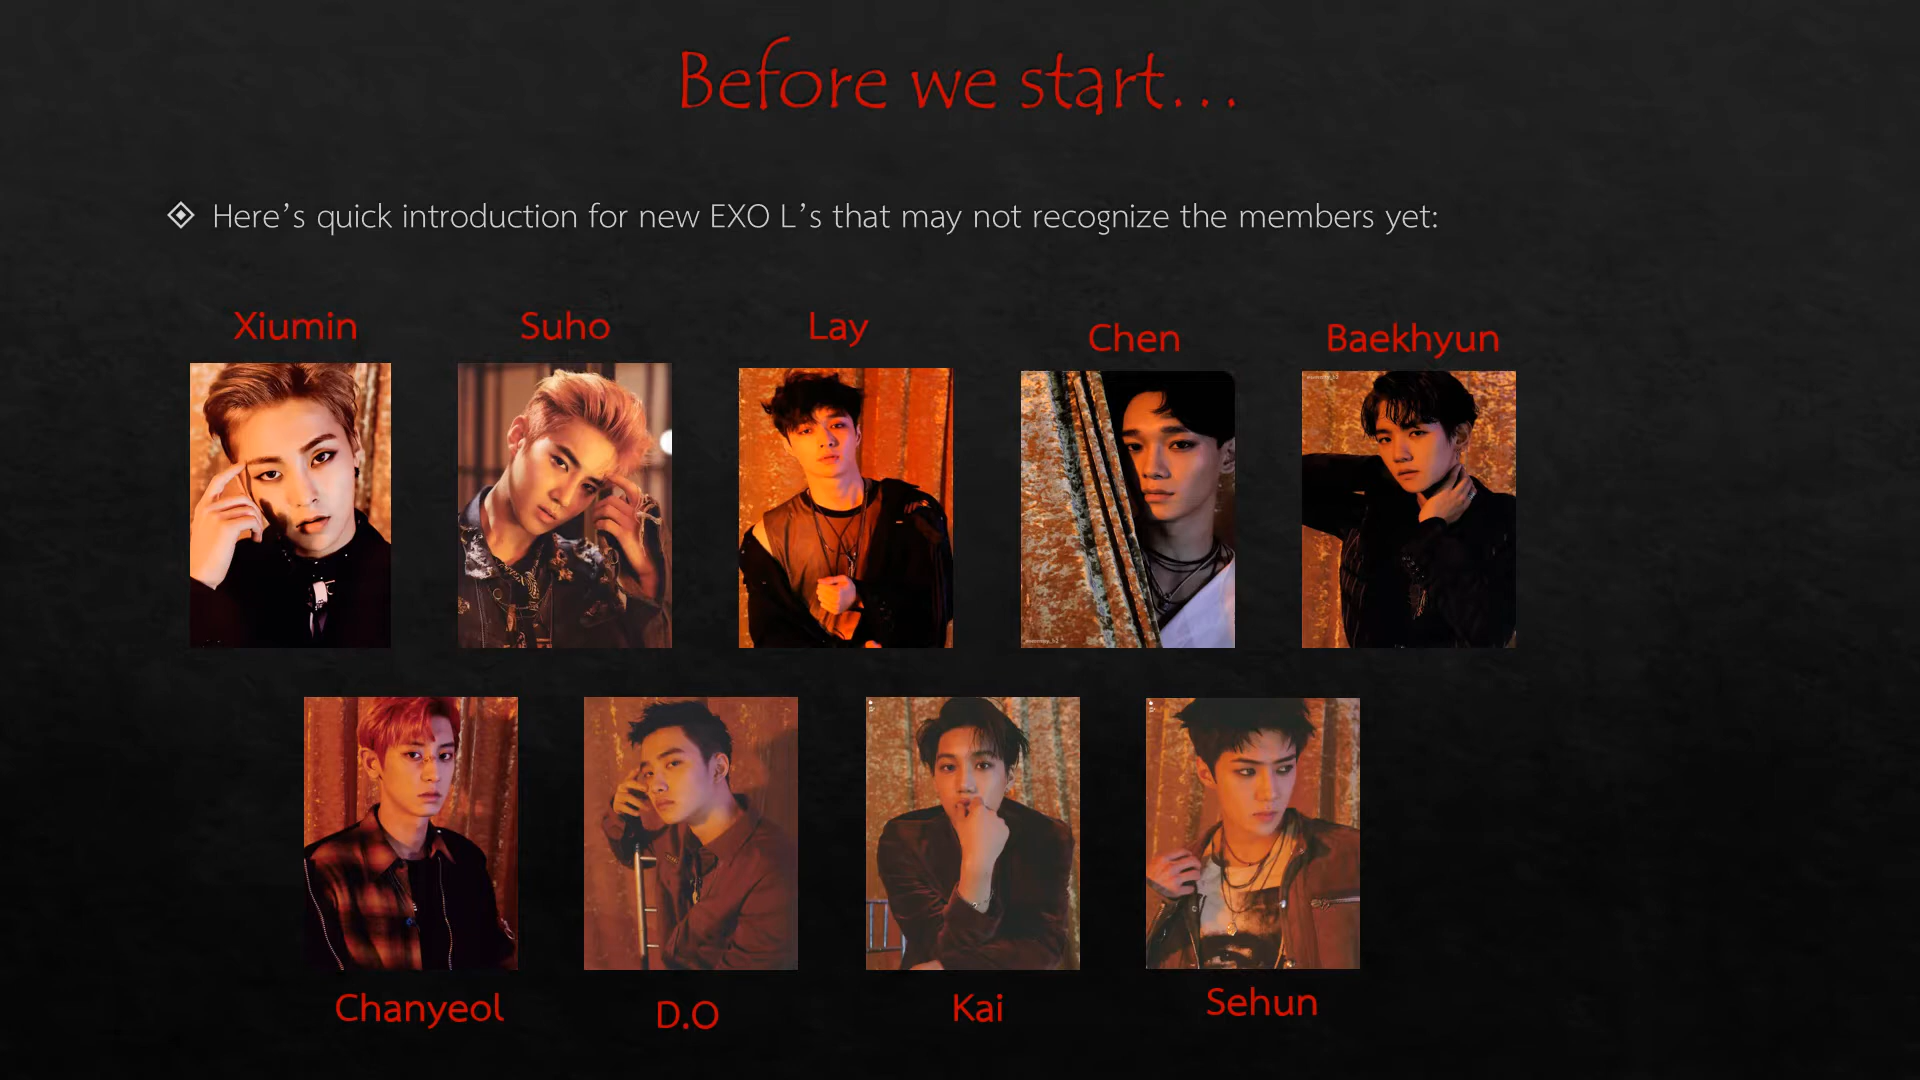 Before we start...
Here's quick introduction for new EXO L's that may not recognize the members yet:
Xiumin
Suho
Lay
Chen
Baekhyun
Chanyeol
D.O
Kai
Sehun